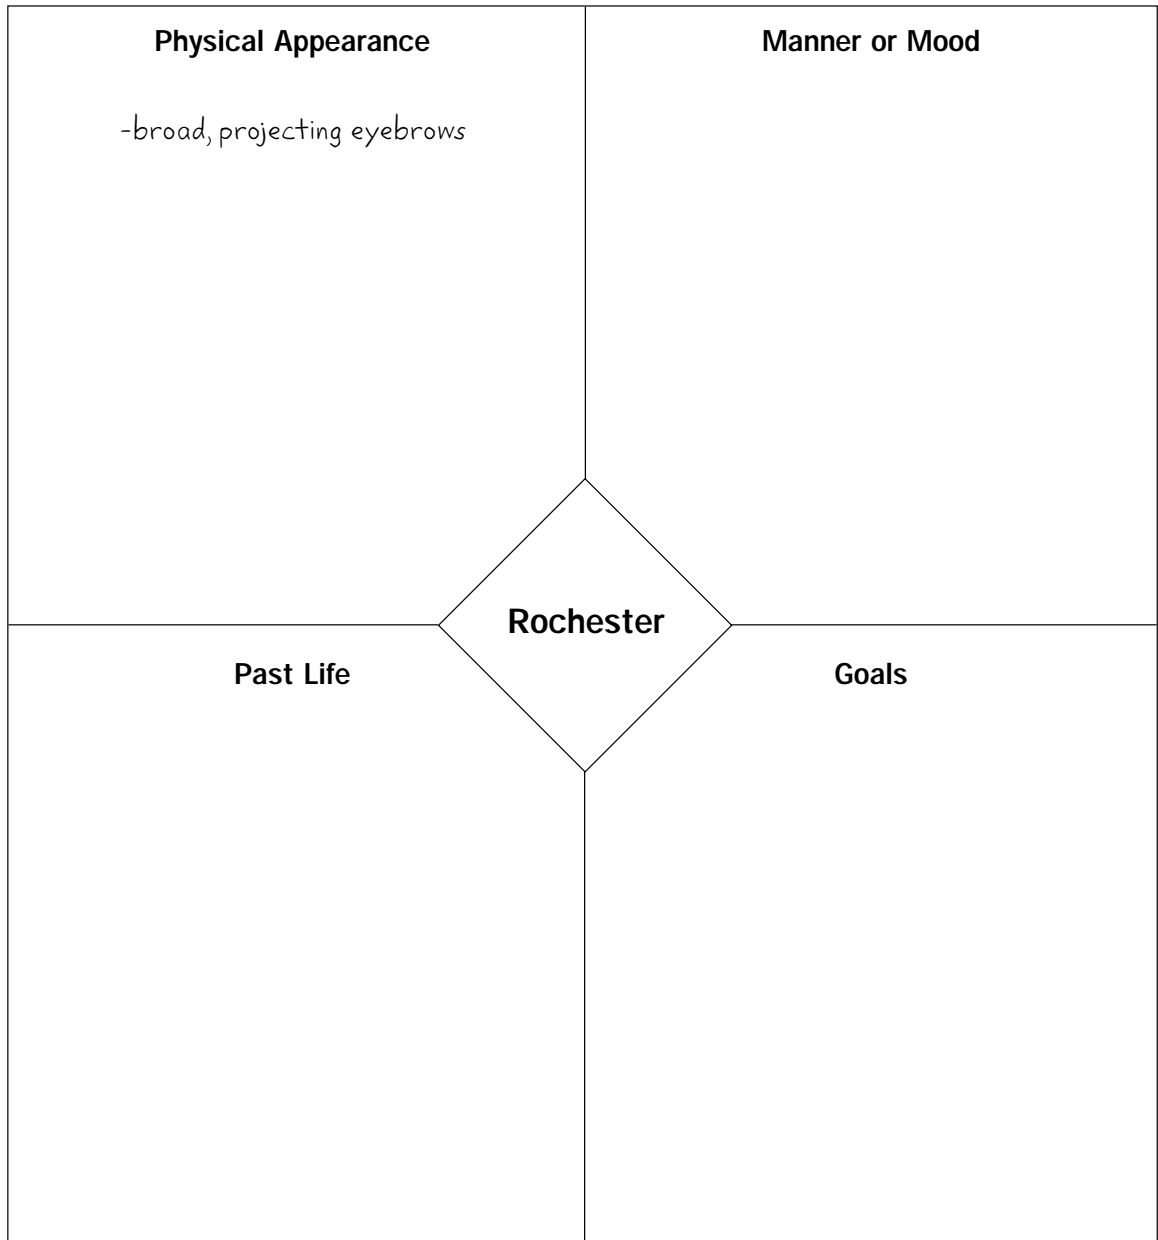 Physical Appearance
-broad, projecting eyebrows
Manner or Mood
Rochester
Past Life
Goals